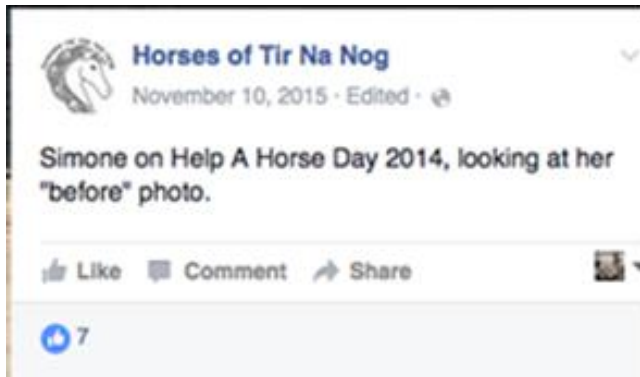 Horses of Tir Na Nog
November 10, 2015 · Edited ·
Simone on Help A Horse Day 2014, looking at her
"before" photo.
Like Comment Share
7